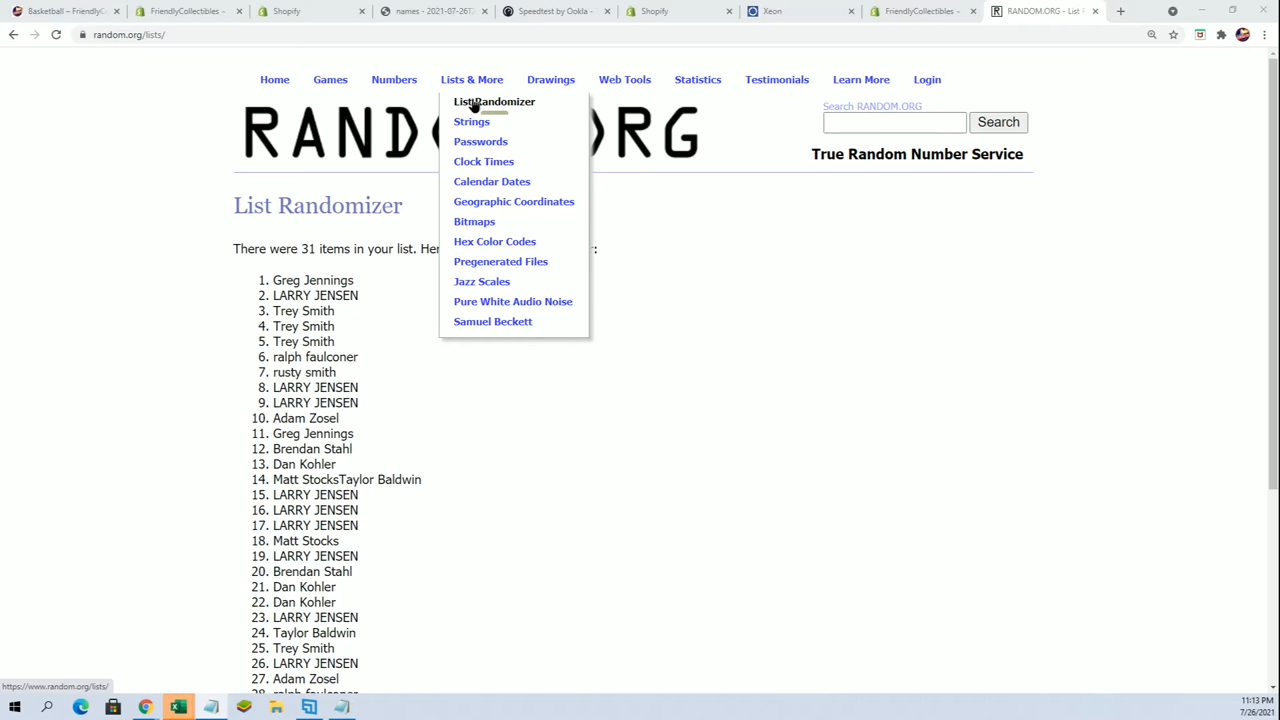 Basketball – FriendlyC
FriendlyCollectibles –
Shopify
names - 2021-07-26T
Speedtest by Ookla –
Shopify
Xeon
FriendlyCollectibles –
RANDOM.ORG - List R
random.org/lists/
Home Games Numbers Lists & More Drawings Web Tools Statistics Testimonials Learn More Login
List Randomizer
Strings
Passwords
Clock Times
Calendar Dates
Geographic Coordinates
Bitmaps
Hex Color Codes
Pregenerated Files
Jazz Scales
Pure White Audio Noise
Samuel Beckett
Search RANDOM.ORG
Search
True Random Number Service
RAND RG
List Randomizer
There were 31 items in your list. Her :
1. Greg Jennings
2. LARRY JENSEN
3. Trey Smith
4. Trey Smith
5. Trey Smith
6. ralph faulconer
7. rusty smith
8. LARRY JENSEN
9. LARRY JENSEN
10. Adam Zosel
11. Greg Jennings
12. Brendan Stahl
13. Dan Kohler
14. Matt StocksTaylor Baldwin
15. LARRY JENSEN
16. LARRY JENSEN
17. LARRY JENSEN
18. Matt Stocks
19. LARRY JENSEN
20. Brendan Stahl
21. Dan Kohler
22. Dan Kohler
23. LARRY JENSEN
24. Taylor Baldwin
25. Trey Smith
26. LARRY JENSEN
27. Adam Zosel
28. ralph faulconer
https://www.random.org/lists/
11:13 PM
7/26/2021